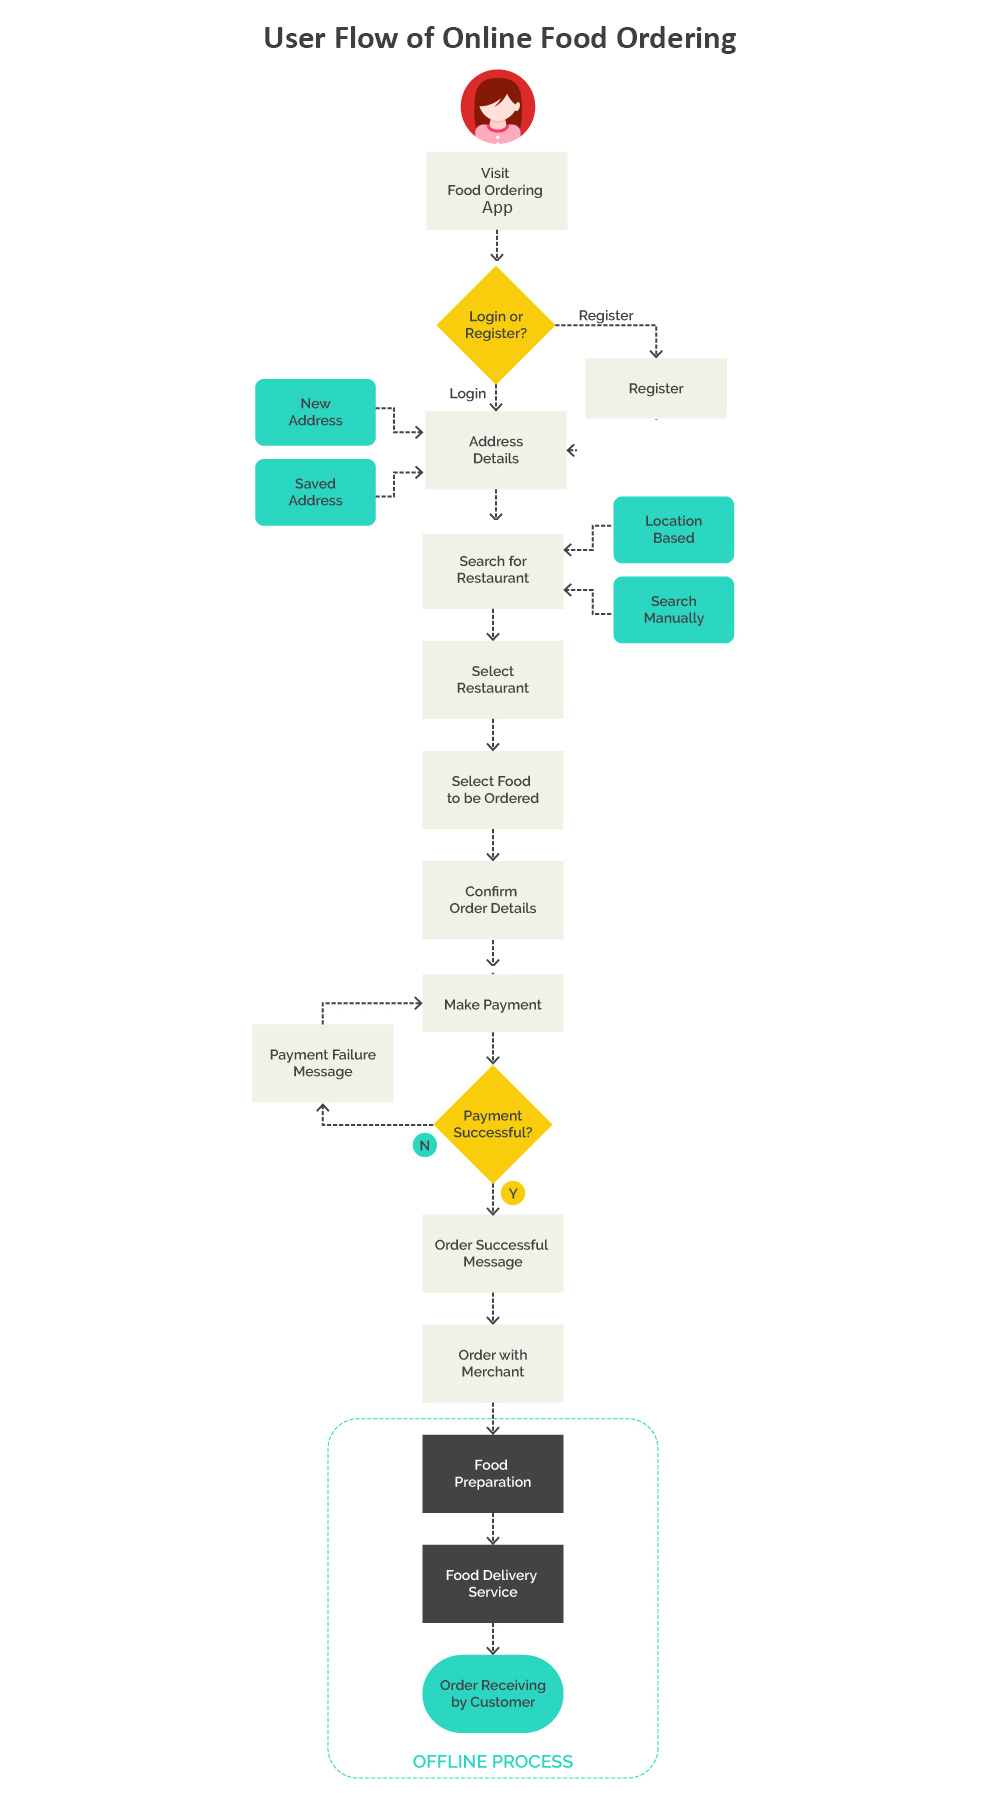 User Flow of Online Food Ordering
Visit
Food Ordering
App
Login or
Register?
Register
Register
Login
New
Address
Address
Details
Saved
Address
Location
Based
Search for
Restaurant
Search
Manually
Select
Restaurant
Select Food
to be Ordered
Confirm
Order Details
Make Payment
Payment Failure
Message
Payment
Successful?
N
Y
Order Successful
Message
Order with
Merchant
Food
Preparation
Food Delivery
Service
Order Receiving
by Customer
OFFLINE PROCESS